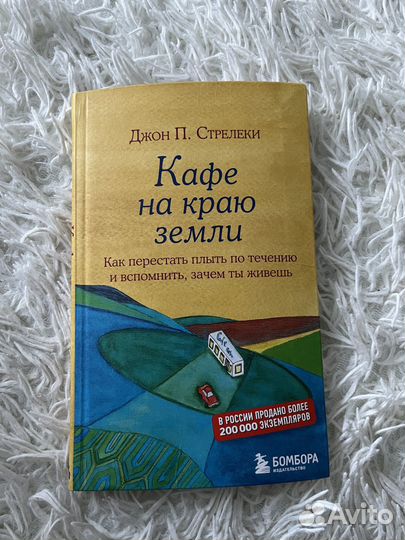 Джон П. Стрелеки
Кафе
на краю
земли
Как перестать плыть по течению
и вспомнить, зачем ты живешь
В РОССИИ ПРОДАНО БОЛЕЕ
200 000 ЭКЗЕМПЛЯРОВ
БОМБОРА
ИЗДАТЕЛЬСТВО
Avito